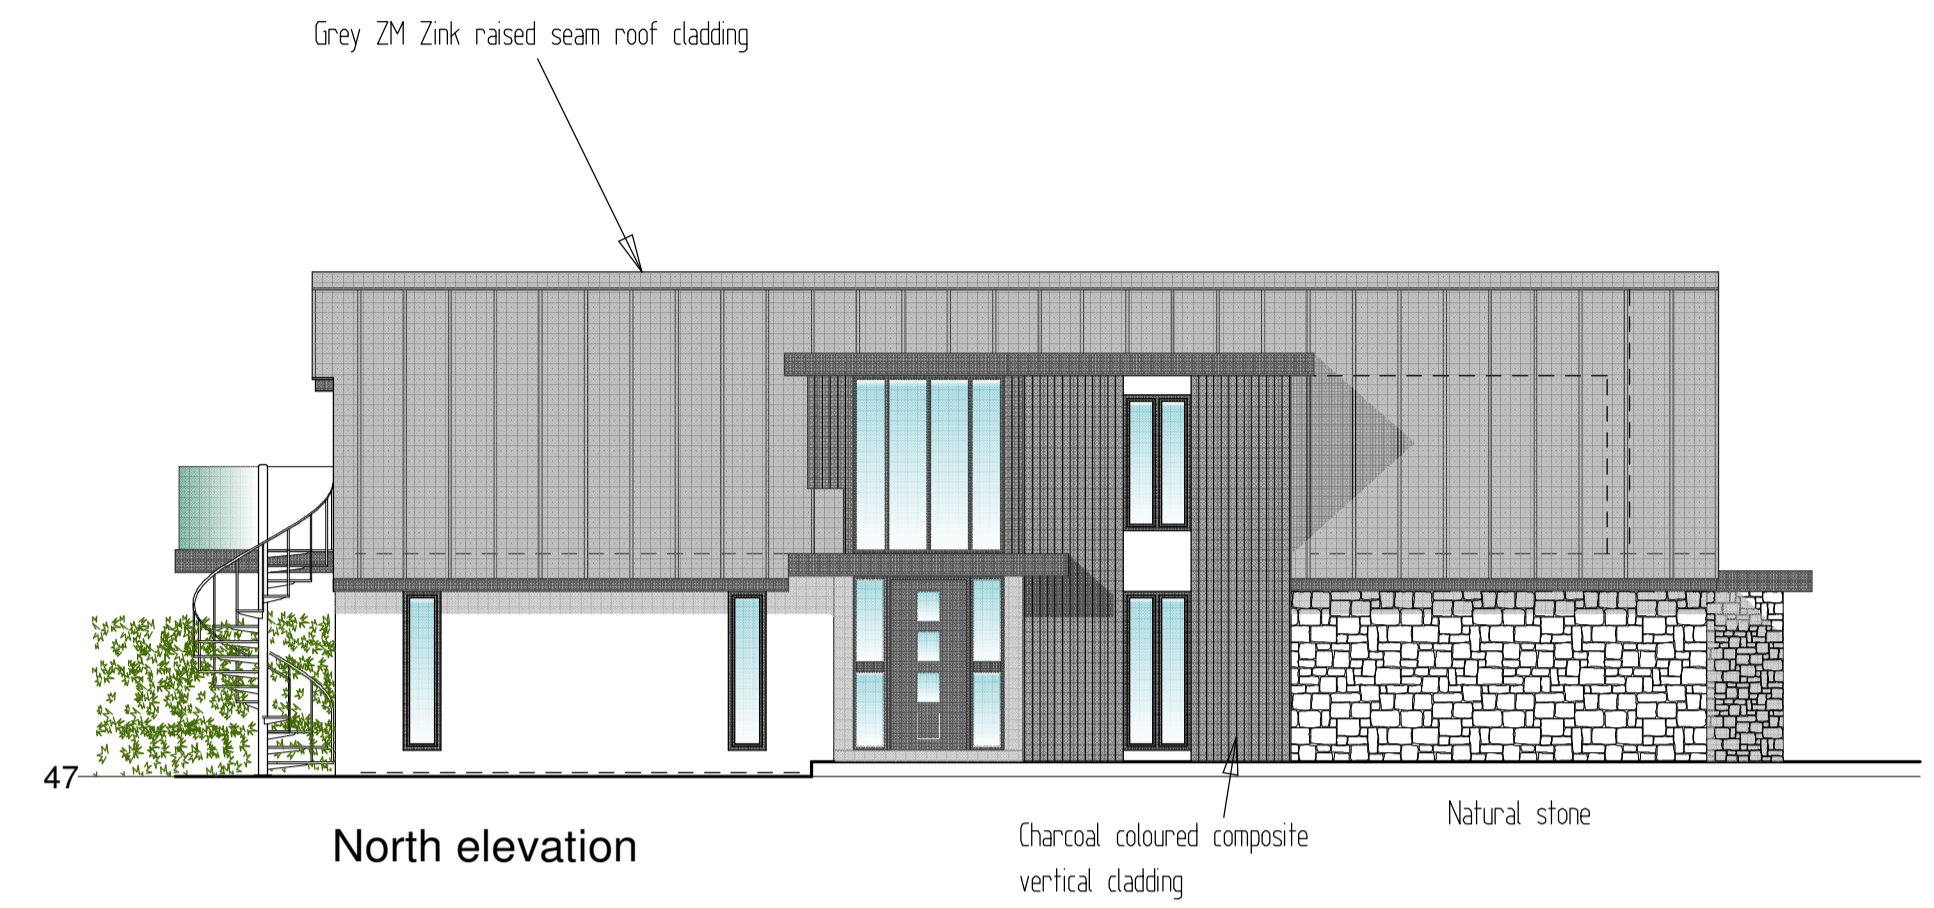 Grey ZM Zink raised seam roof cladding
47
North elevation
Charcoal coloured composite
vertical cladding
Natural stone